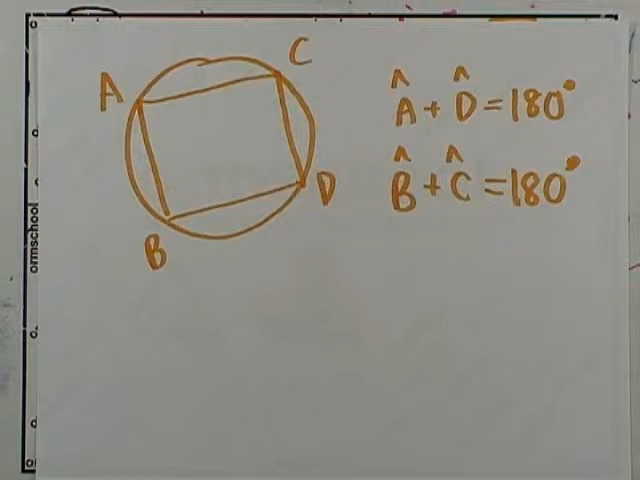 C
A
Â + D̂ = 180°
B̂ + Ĉ = 180°
D
B
ormschool